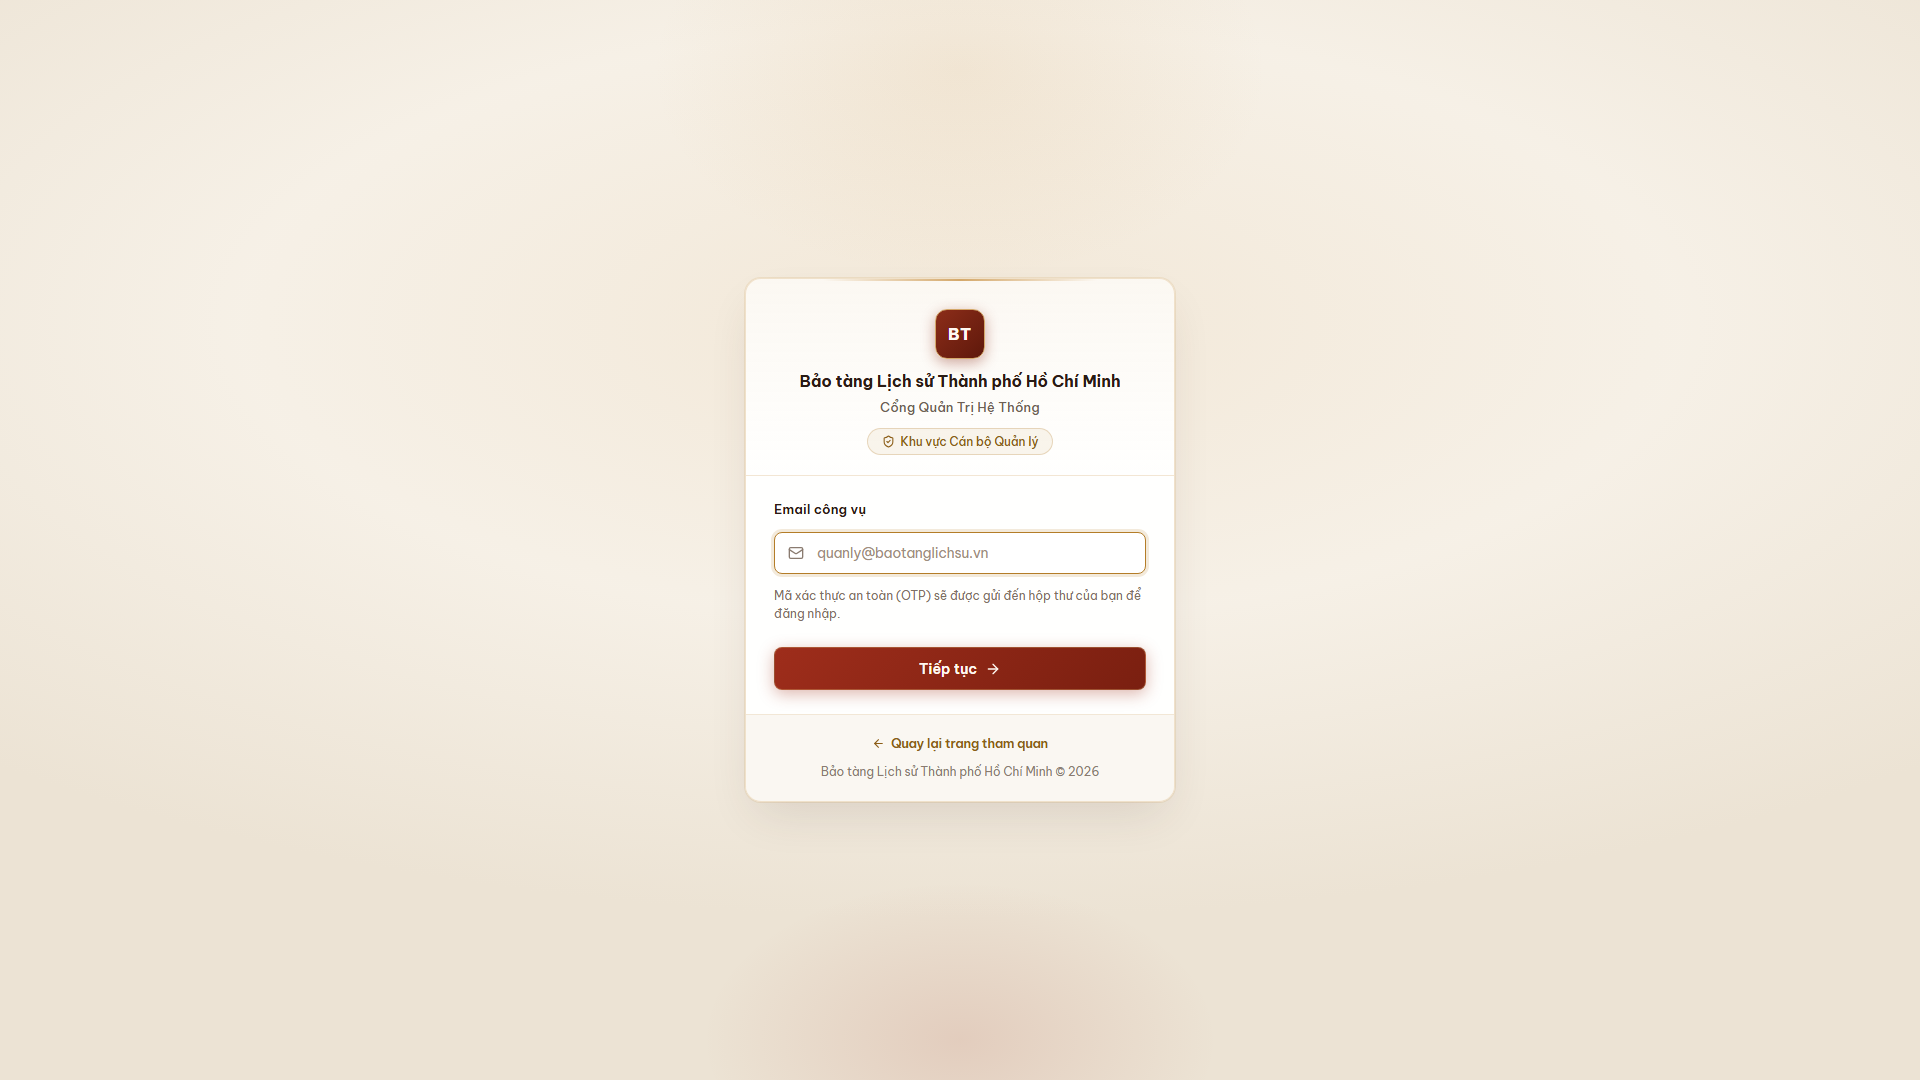 BT
Bảo tàng Lịch sử Thành phố Hồ Chí Minh
Cổng Quản Trị Hệ Thống
Khu vực Cán bộ Quản lý
Email công vụ
quanly@baotanglichsu.vn
Mã xác thực an toàn (OTP) sẽ được gửi đến hộp thư của bạn để
đăng nhập.
Tiếp tục →
← Quay lại trang tham quan
Bảo tàng Lịch sử Thành phố Hồ Chí Minh © 2026